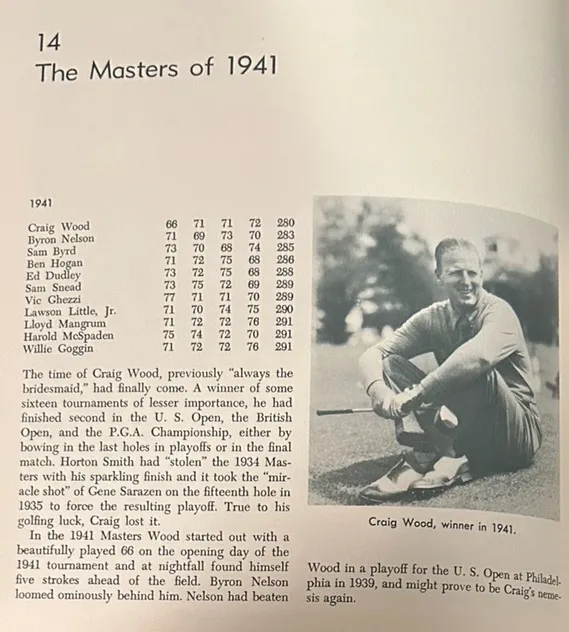 14
The Masters of 1941
1941
Craig Wood 66 71 71 72 280
Byron Nelson 71 69 73 70 283
Sam Byrd 73 70 68 74 285
Ben Hogan 71 72 75 68 286
Ed Dudley 73 72 75 68 288
Sam Snead 73 75 72 69 289
Vic Ghezzi 77 71 71 70 289
Lawson Little, Jr. 71 70 74 75 290
Lloyd Mangrum 71 72 72 76 291
Harold McSpaden 75 74 72 70 291
Willie Goggin 71 72 72 76 291
The time of Craig Wood, previously “always the
bridesmaid,” had finally come. A winner of some
sixteen tournaments of lesser importance, he had
finished second in the U. S. Open, the British
Open, and the P.G.A. Championship, either by
bowing in the last holes in playoffs or in the final
match. Horton Smith had “stolen” the 1934 Mas-
ters with his sparkling finish and it took the “mir-
acle shot” of Gene Sarazen on the fifteenth hole in
1935 to force the resulting playoff. True to his
golfing luck, Craig lost it.
In the 1941 Masters Wood started out with a
beautifully played 66 on the opening day of the
1941 tournament and at nightfall found himself
five strokes ahead of the field. Byron Nelson
loomed ominously behind him. Nelson had beaten
Craig Wood, winner in 1941.
Wood in a playoff for the U. S. Open at Philadel-
phia in 1939, and might prove to be Craig's neme-
sis again.